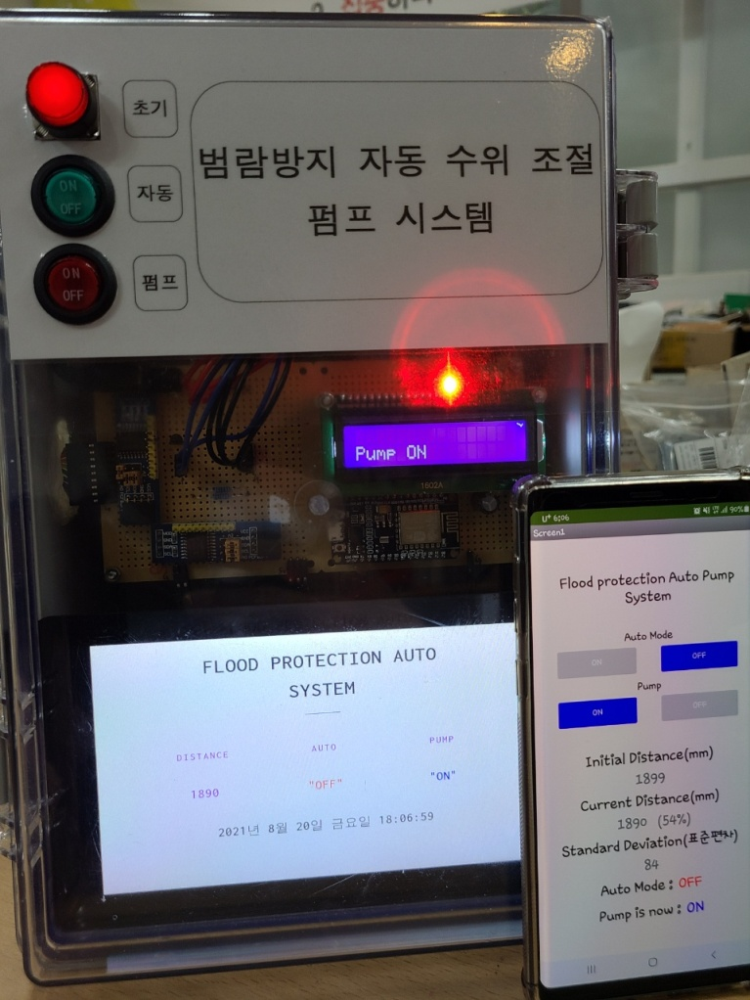 초기
범람방지 자동 수위 조절
펌프 시스템
ON
OFF
자동
ON
OFF
펌프
Pump ON
1602A
FLOOD PROTECTION AUTO
SYSTEM
DISTANCE
AUTO
PUMP
1890
"OFF"
"ON"
2021년 8월 20일 금요일 18:06:59
U+ 6:06
90%
Screen1
Flood protection Auto Pump
System
Auto Mode
ON
OFF
Pump
ON
OFF
Initial Distance(mm)
1899
Current Distance(mm)
1890 (54%)
Standard Deviation(표준편차)
84
Auto Mode : OFF
Pump is now : ON